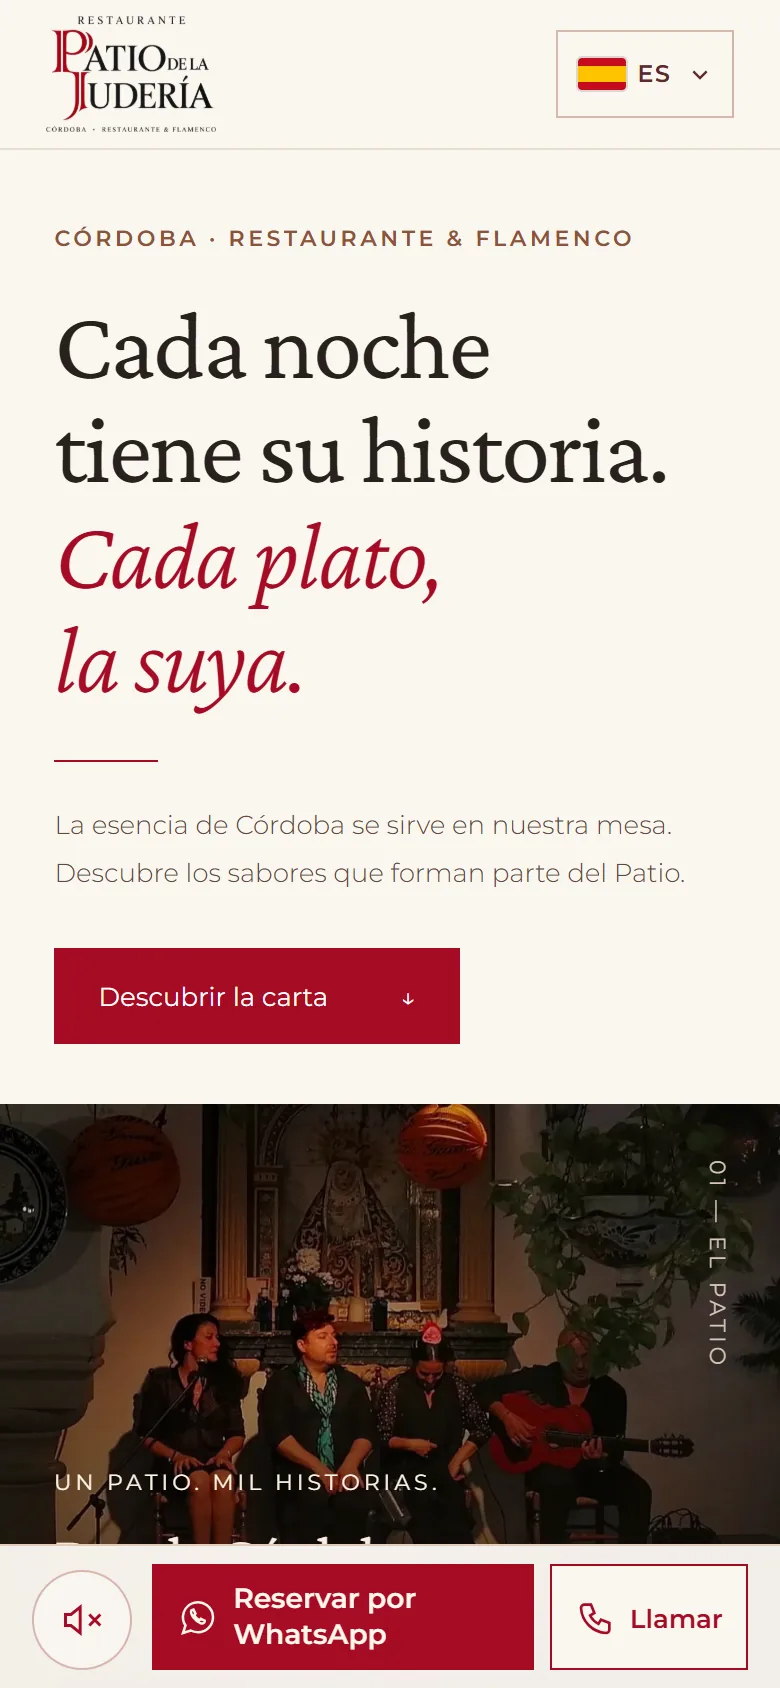 RESTAURANTE
PATIO DE LA
JUDERÍA
CÓRDOBA · RESTAURANTE & FLAMENCO
ES
CÓRDOBA · RESTAURANTE & FLAMENCO
Cada noche
tiene su historia.
Cada plato,
la suya.
La esencia de Córdoba se sirve en nuestra mesa.
Descubre los sabores que forman parte del Patio.
Descubrir la carta ↓
01 — EL PATIO
UN PATIO. MIL HISTORIAS.
Reservar por
WhatsApp
Llamar